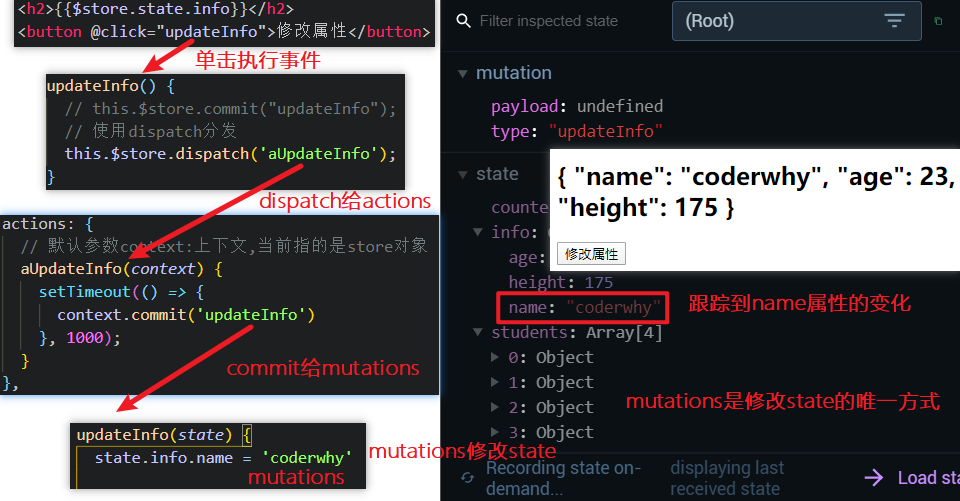 <h2>{{$store.state.info}}</h2>
<button @click="updateInfo">修改属性</button>
单击执行事件
updateInfo() {
// this.$store.commit("updateInfo");
// 使用dispatch分发
this.$store.dispatch('aUpdateInfo');
}
dispatch给actions
actions: {
// 默认参数context:上下文,当前指的是store对象
aUpdateInfo(context) {
setTimeout(() => {
context.commit('updateInfo')
}, 1000);
}
},
commit给mutations
updateInfo(state) {
state.info.name = 'coderwhy'
mutations
mutations修改state
Filter inspected state
(Root)
mutation
payload: undefined
type: "updateInfo"
state
counte
info:
age:
height: 175
name: "coderwhy"
students: Array[4]
0: Object
1: Object
2: Object
3: Object
{ "name": "coderwhy", "age": 23,
"height": 175 }
修改属性
跟踪到name属性的变化
mutations是修改state的唯一方式
Recording state on-
demand...
displaying last
received state
Load sta